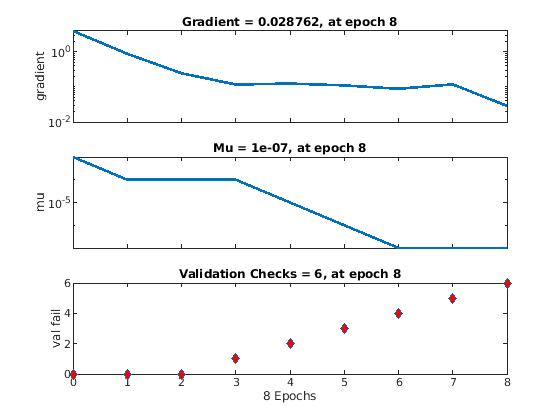 Gradient = 0.028762, at epoch 8
10^0
gradient
10^-2
Mu = 1e-07, at epoch 8
mu
10^-5
Validation Checks = 6, at epoch 8
6
4
val fail
2
0
0 1 2 3 4 5 6 7 8
8 Epochs